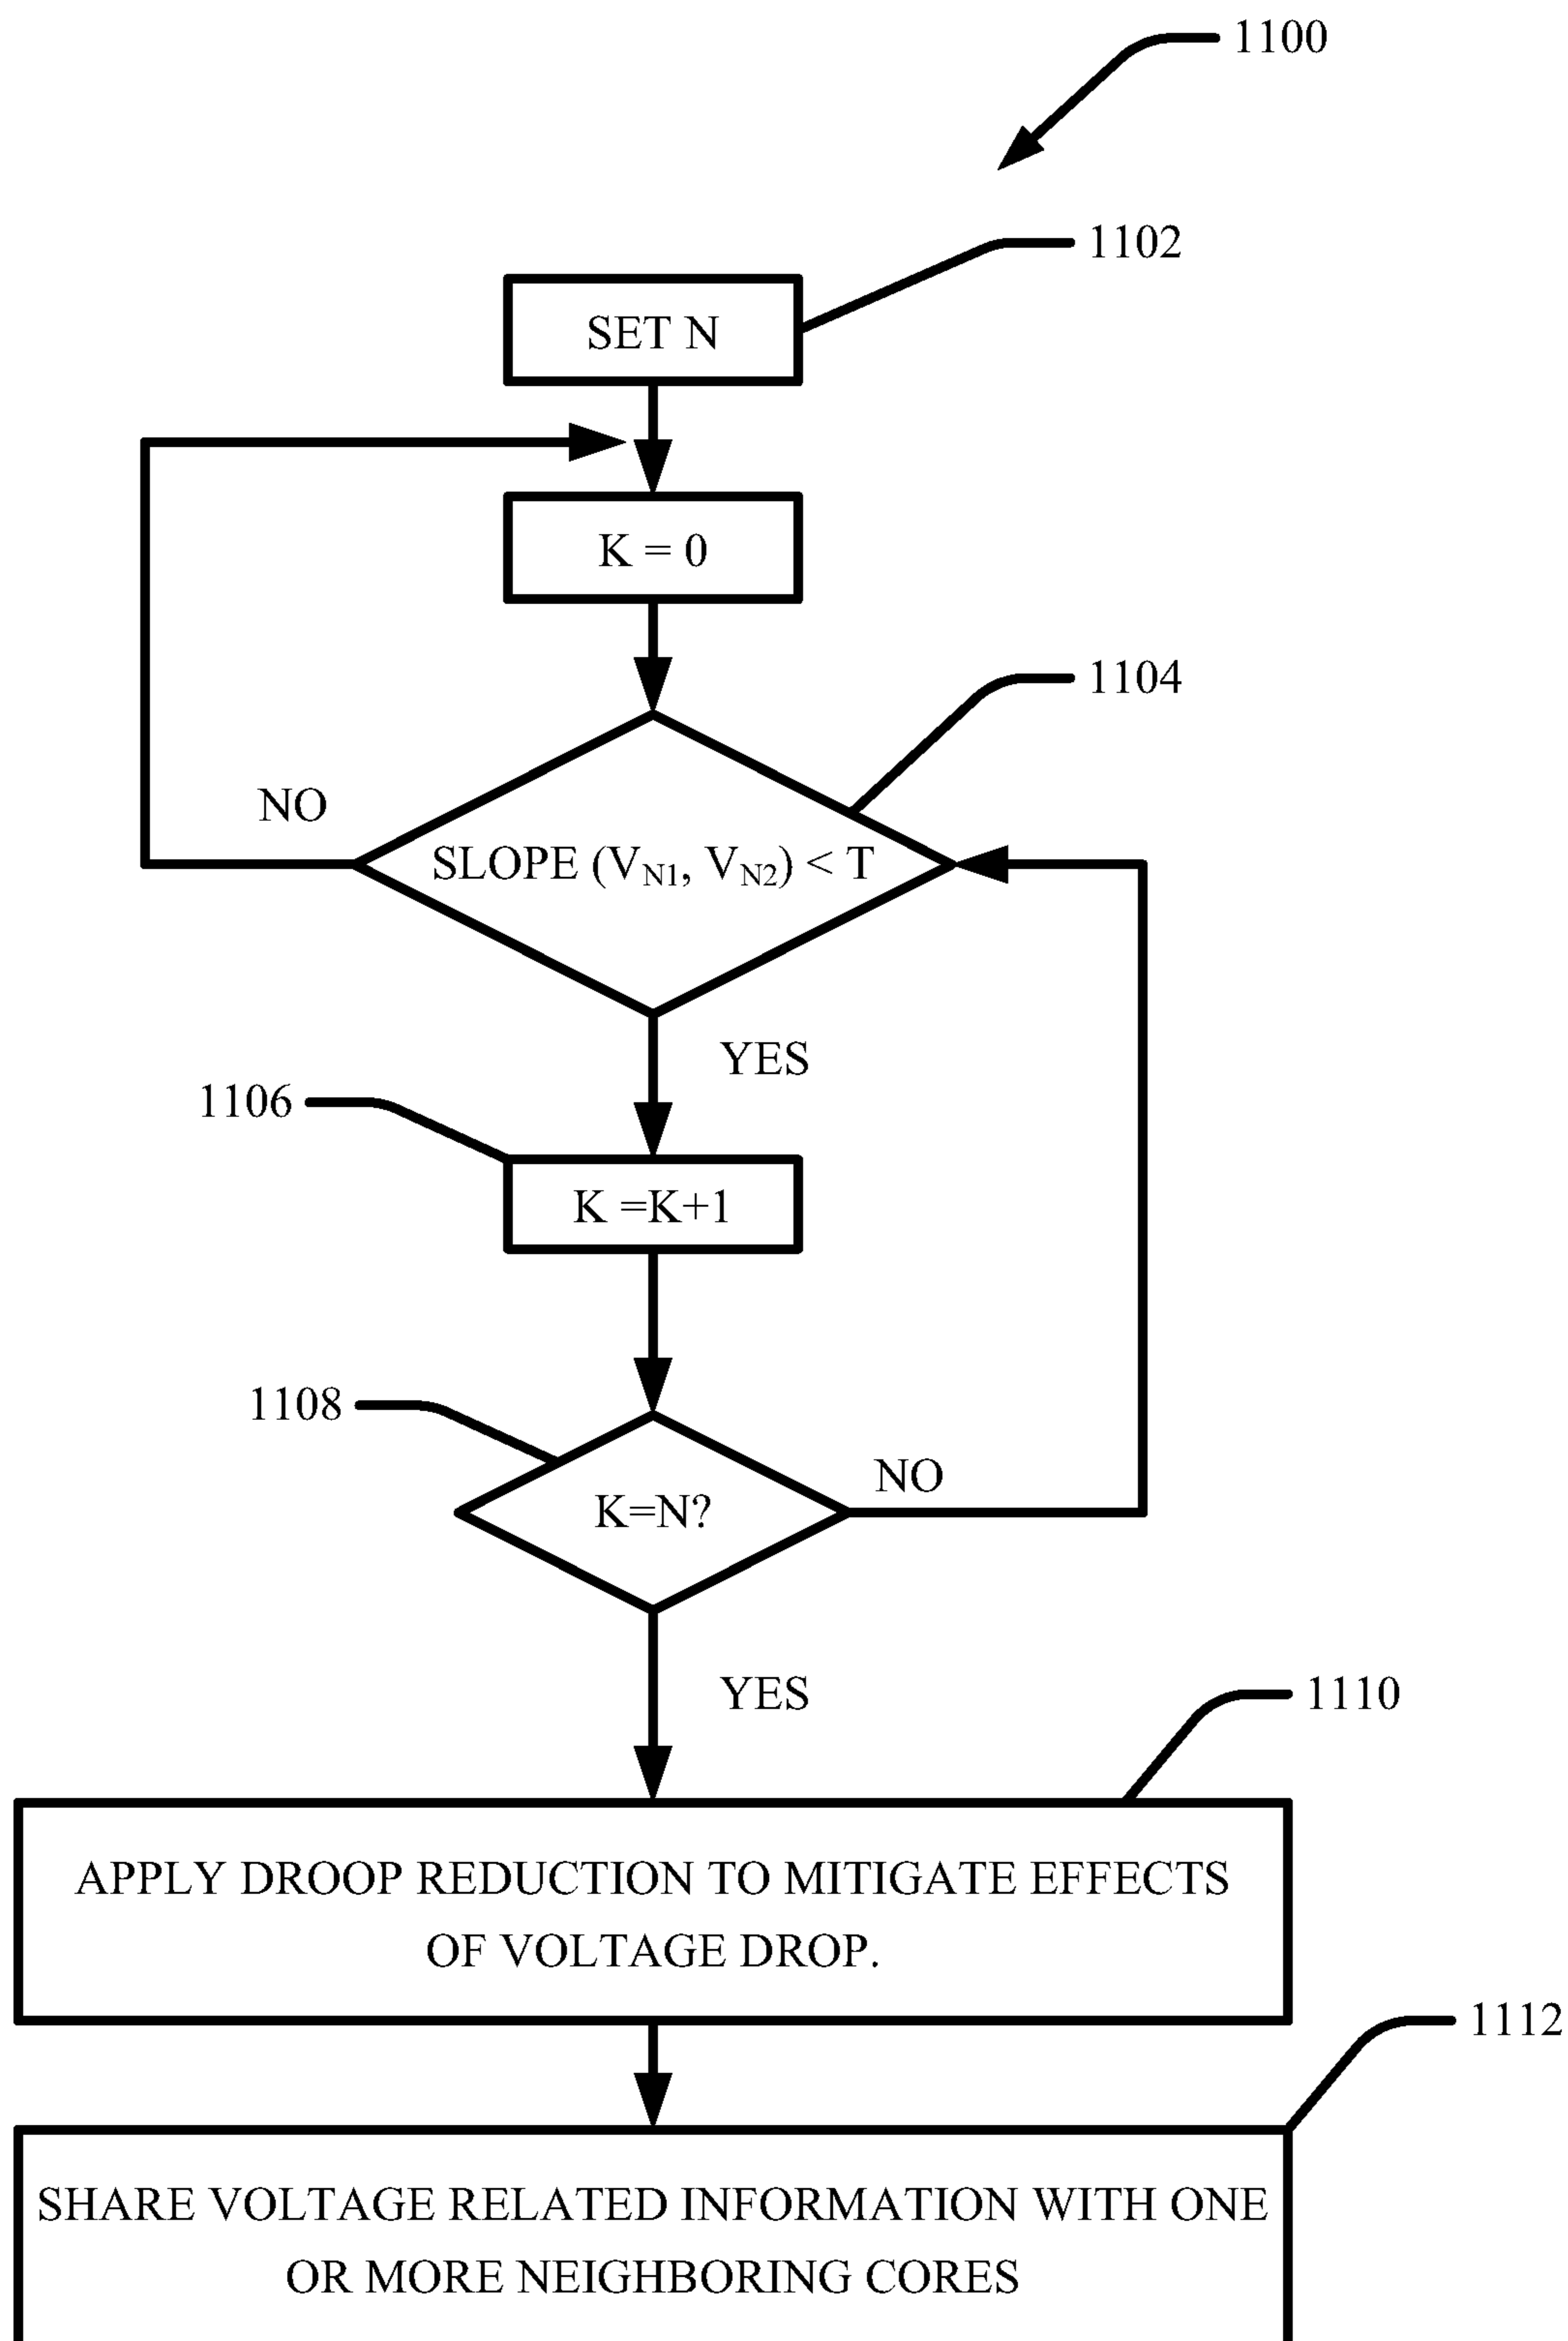 1100
1102
SET N
K = 0
1104
NO
SLOPE (VN1, VN2) < T
YES
1106
K =K+1
1108
NO
K=N?
YES
1110
APPLY DROOP REDUCTION TO MITIGATE EFFECTS
OF VOLTAGE DROP.
1112
SHARE VOLTAGE RELATED INFORMATION WITH ONE
OR MORE NEIGHBORING CORES